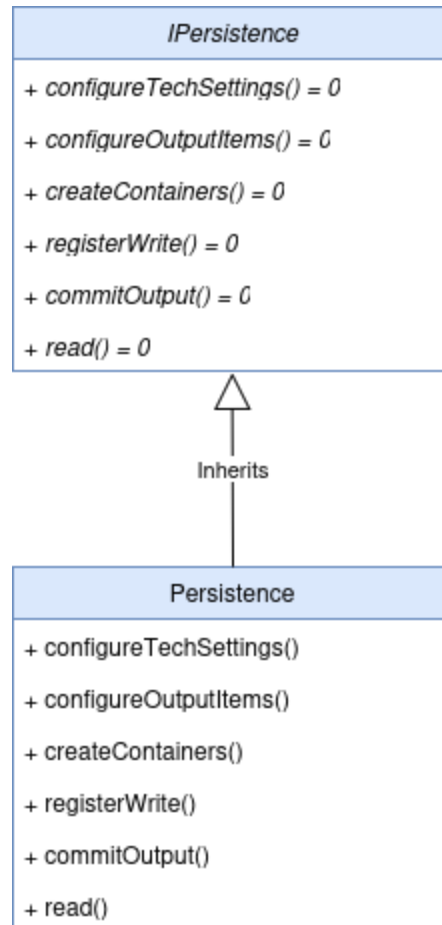 IPersistence
+ configureTechSettings() = 0
+ configureOutputItems() = 0
+ createContainers() = 0
+ registerWrite() = 0
+ commitOutput() = 0
+ read() = 0
Inherits
Persistence
+ configureTechSettings()
+ configureOutputItems()
+ createContainers()
+ registerWrite()
+ commitOutput()
+ read()